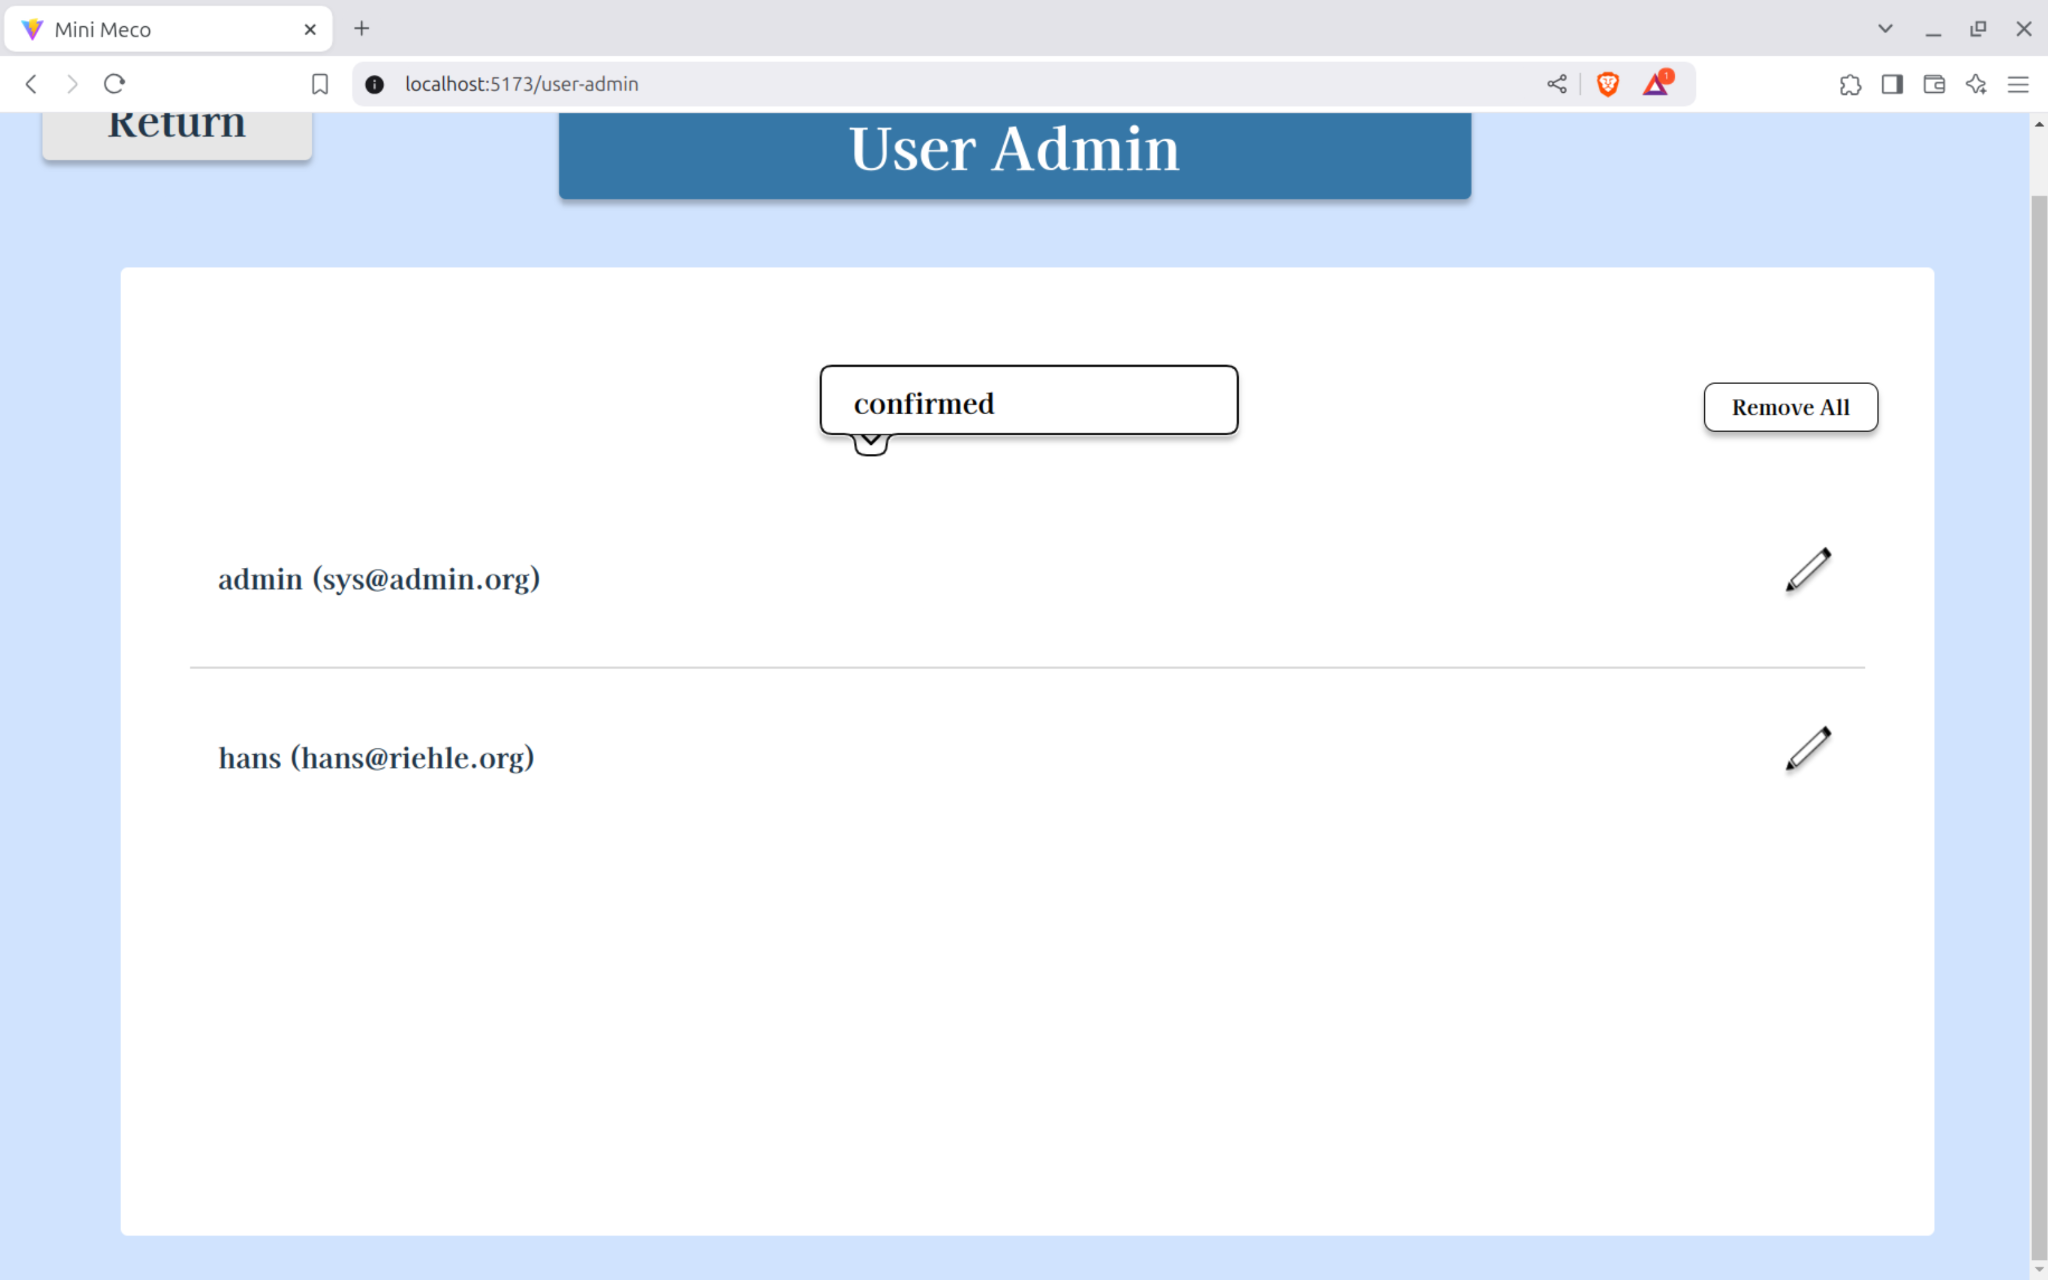 Mini Meco
localhost:5173/user-admin
1
Return
User Admin
confirmed
Remove All
admin (sys@admin.org)
hans (hans@riehle.org)